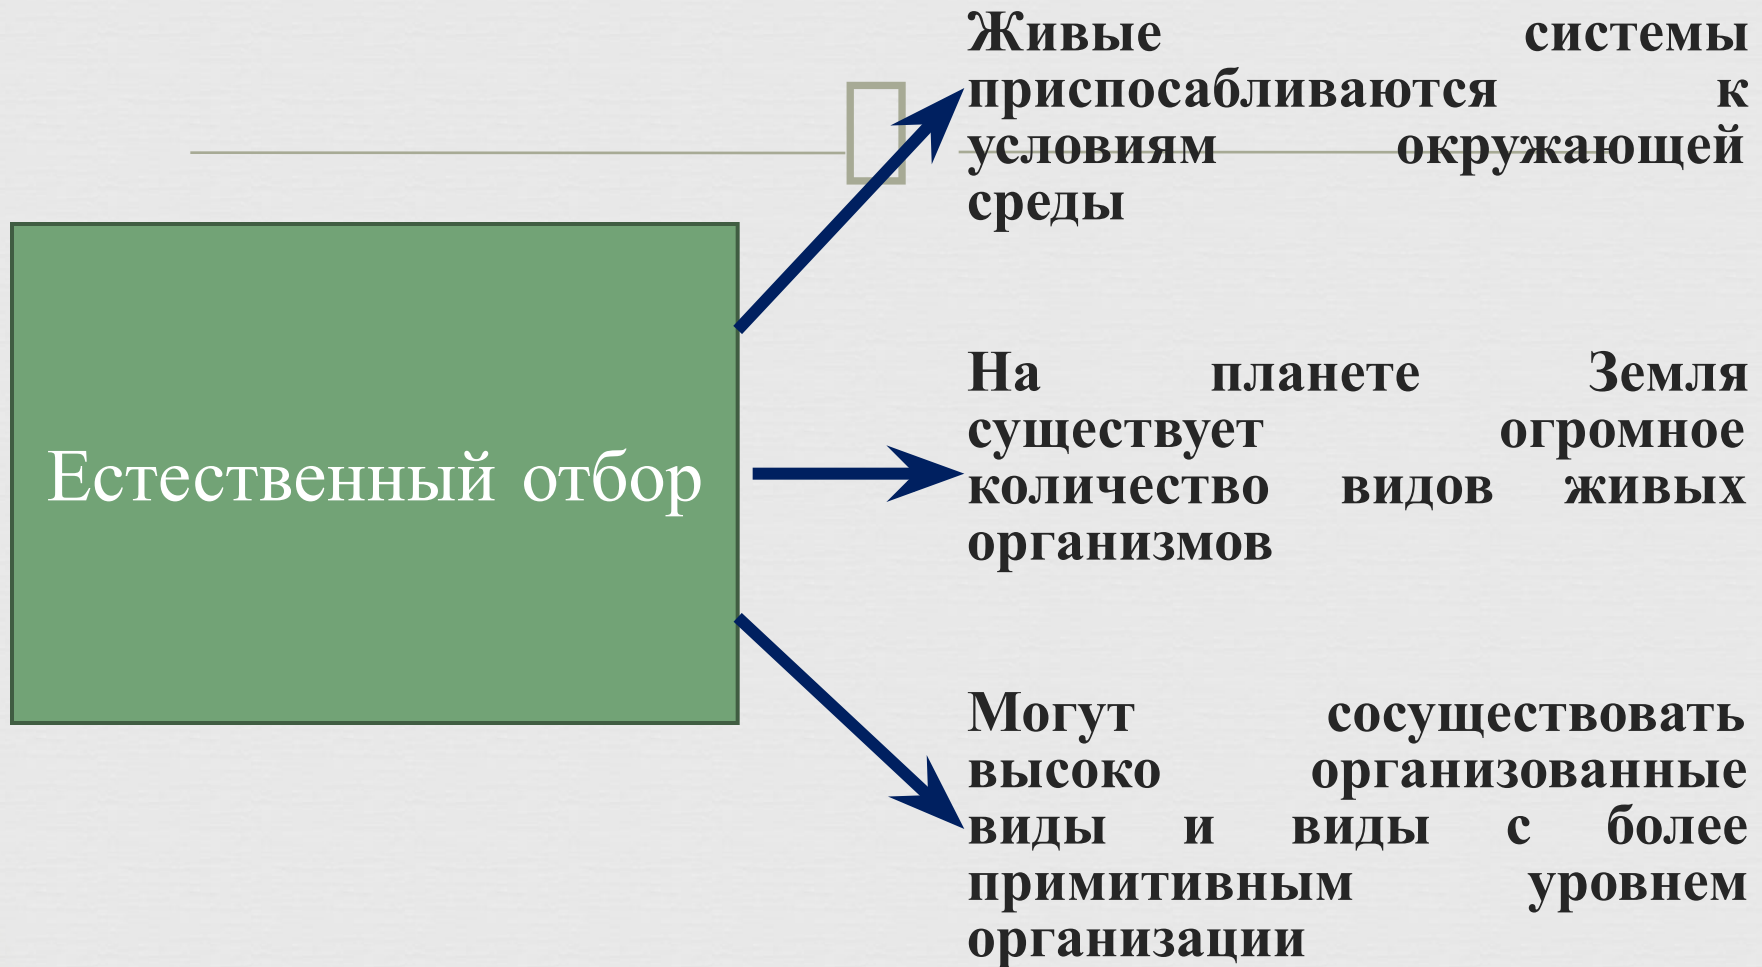 Живые системы
приспосабливаются к
условиям окружающей
среды
Естественный отбор
На планете Земля
существует огромное
количество видов живых
организмов
Могут сосуществовать
высоко организованные
виды и виды с более
примитивным уровнем
организации